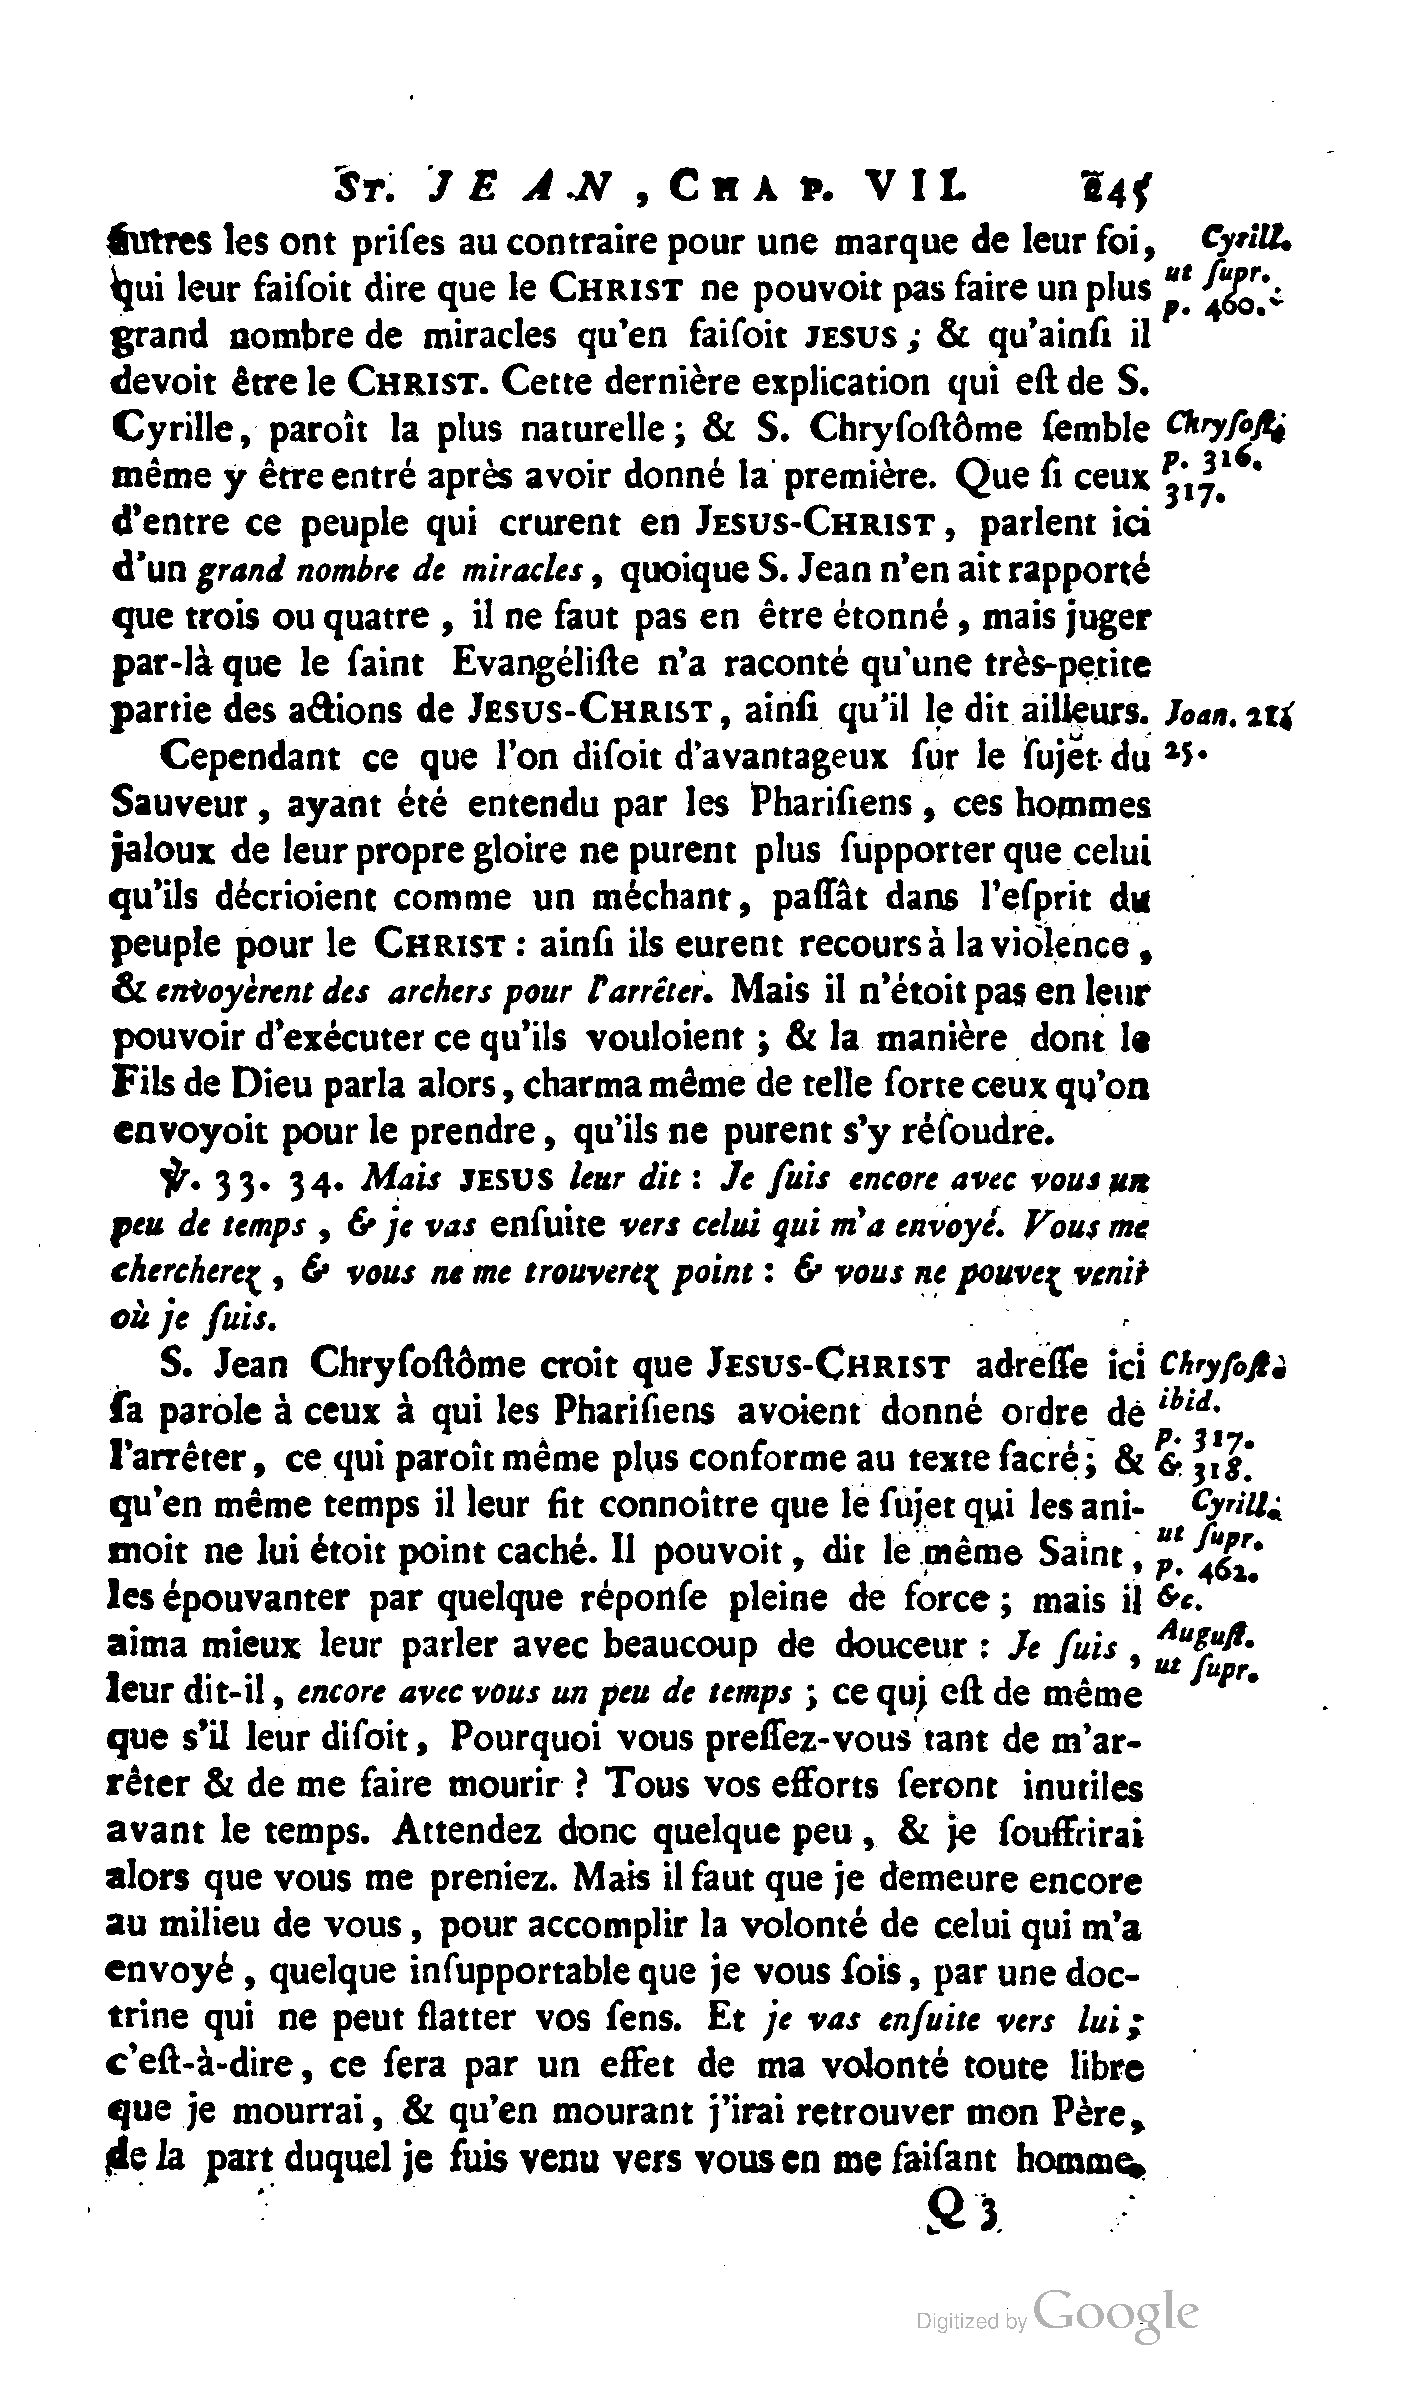 ST. JEAN, CHAP. VII. 245
autres les ont priſes au contraire pour une marque de leur foi,
qui leur faiſoit dire que le CHRIST ne pouvoit pas faire un plus
grand nombre de miracles qu'en faiſoit JESUS; & qu'ainſi il
devoit être le CHRIST. Cette dernière explication qui eſt de S.
Cyrille, paroît la plus naturelle; & S. Chryſoſtôme ſemble
même y être entré après avoir donné la première. Que ſi ceux
d'entre ce peuple qui crurent en JESUS-CHRIST, parlent ici
d'un grand nombre de miracles, quoique S. Jean n'en ait rapporté
que trois ou quatre, il ne faut pas en être étonné, mais juger
par-là que le ſaint Evangéliſte n'a raconté qu'une très-petite
partie des actions de JESUS-CHRIST, ainſi qu'il le dit ailleurs.
Cependant ce que l'on diſoit d'avantageux ſur le ſujet du
Sauveur, ayant été entendu par les Phariſiens, ces hommes
jaloux de leur propre gloire ne purent plus ſupporter que celui
qu'ils décrioient comme un méchant, paſſât dans l'eſprit du
peuple pour le CHRIST: ainſi ils eurent recours à la violence,
& envoyèrent des archers pour l'arrêter. Mais il n'étoit pas en leur
pouvoir d'exécuter ce qu'ils vouloient; & la manière dont le
Fils de Dieu parla alors, charma même de telle ſorte ceux qu'on
envoyoit pour le prendre, qu'ils ne purent s'y réſoudre.
℣. 33. 34. Mais JESUS leur dit: Je ſuis encore avec vous un
peu de temps, & je vas enſuite vers celui qui m'a envoyé. Vous me
chercherez, & vous ne me trouverez point: & vous ne pouvez venir
où je ſuis.
S. Jean Chryſoſtôme croit que JESUS-CHRIST adreſſe ici
ſa parole à ceux à qui les Phariſiens avoient donné ordre de
l'arrêter, ce qui paroît même plus conforme au texte ſacré; &
qu'en même temps il leur fit connoître que le ſujet qui les ani-
moit ne lui étoit point caché. Il pouvoit, dit le même Saint,
les épouvanter par quelque réponſe pleine de force; mais il
aima mieux leur parler avec beaucoup de douceur: Je ſuis,
leur dit-il, encore avec vous un peu de temps; ce qui eſt de même
que s'il leur diſoit, Pourquoi vous preſſez-vous tant de m'ar-
rêter & de me faire mourir? Tous vos efforts ſeront inutiles
avant le temps. Attendez donc quelque peu, & je ſouffrirai
alors que vous me preniez. Mais il faut que je demeure encore
au milieu de vous, pour accomplir la volonté de celui qui m'a
envoyé, quelque inſupportable que je vous ſois, par une doc-
trine qui ne peut flatter vos ſens. Et je vas enſuite vers lui;
c'eſt-à-dire, ce ſera par un effet de ma volonté toute libre
que je mourrai, & qu'en mourant j'irai retrouver mon Père,
de la part duquel je ſuis venu vers vous en me faiſant homme.
Q 3
Cyrill.
ut ſupr.
p. 460.
Chryſoſt.
p. 316.
317.
Joan. 21.
25.
Chryſoſt.
ibid.
p. 317.
& 318.
Cyrill.
ut ſupr.
p. 462.
&c.
Auguſt.
ut ſupr.
Digitized by Google